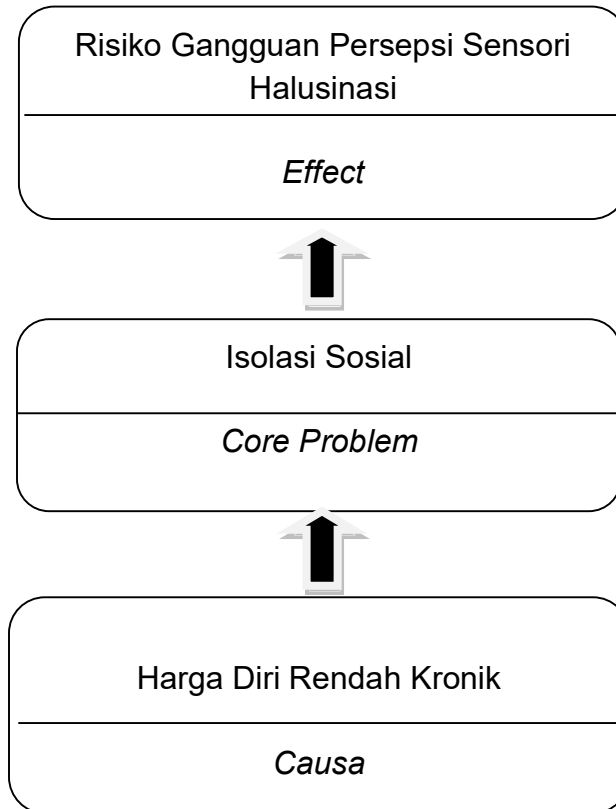 Risiko Gangguan Persepsi Sensori
Halusinasi
Effect
Isolasi Sosial
Core Problem
Harga Diri Rendah Kronik
Causa